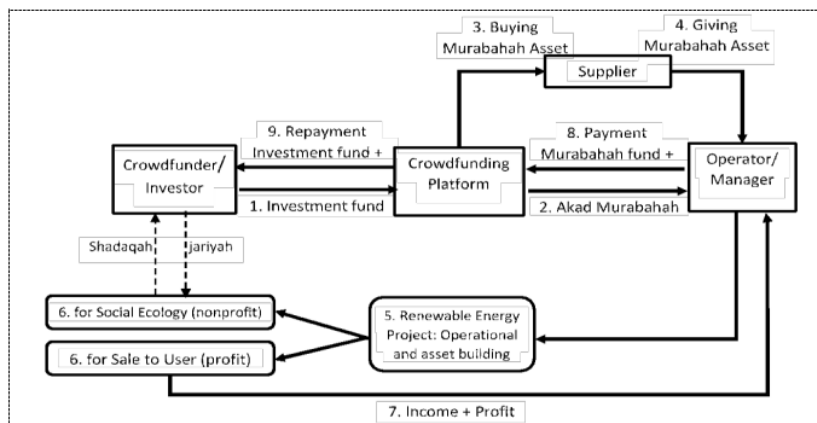 3. Buying
Murabahah Asset
4. Giving
Murabahah Asset
Supplier
9. Repayment
Investment fund +
8. Payment
Murabahah fund +
Crowdfunder/
Investor
Crowdfunding
Platform
Operator/
Manager
1. Investment fund
2. Akad Murabahah
Shadaqah jariyah
6. for Social Ecology (nonprofit)
5. Renewable Energy
Project: Operational
and asset building
6. for Sale to User (profit)
7. Income + Profit